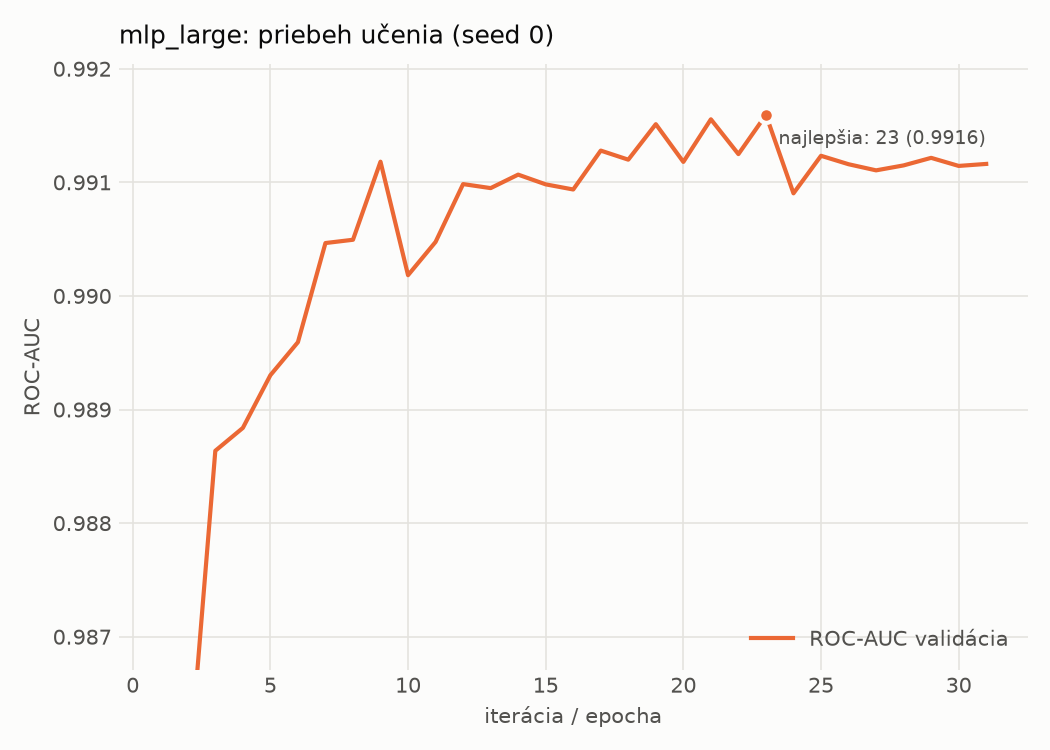 mlp_large: priebeh učenia (seed 0)
0.992
0.991
0.990
0.989
0.988
0.987
ROC-AUC
najlepšia: 23 (0.9916)
ROC-AUC validácia
0 5 10 15 20 25 30
iterácia / epocha